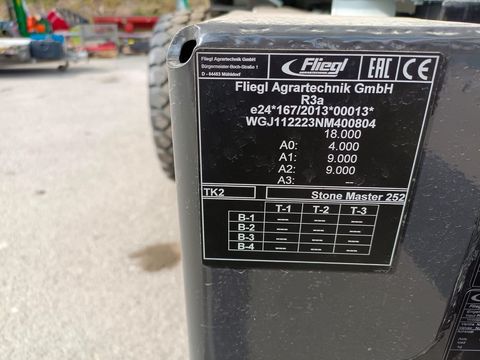 Fliegl Agrartechnik GmbH
Bürgermeister-Boch-Straße 1
D - 84453 Mühldorf
Fliegl
AGRARTECHNIK
EAC CE
Fliegl Agrartechnik GmbH
R3a
e24*167/2013*00013*
WGJ112223NM400804
18.000
A0: 4.000
A1: 9.000
A2: 9.000
A3: --
TK2 Stone Master 252
T-1 T-2 T-3
B-1 --- --- ---
B-2 --- --- ---
B-3 --- --- ---
B-4 --- --- ---